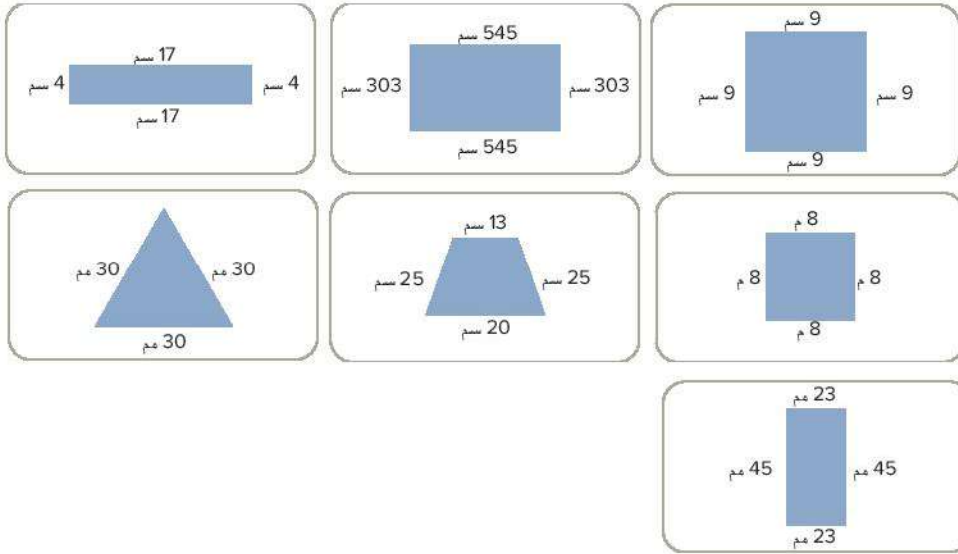 9 سم
9 سم
9 سم
9 سم
545 سم
303 سم
303 سم
545 سم
17 سم
4 سم
4 سم
17 سم
8 م
8 م
8 م
8 م
13 سم
25 سم
25 سم
20 سم
30 مم
30 مم
30 مم
23 مم
45 مم
45 مم
23 مم